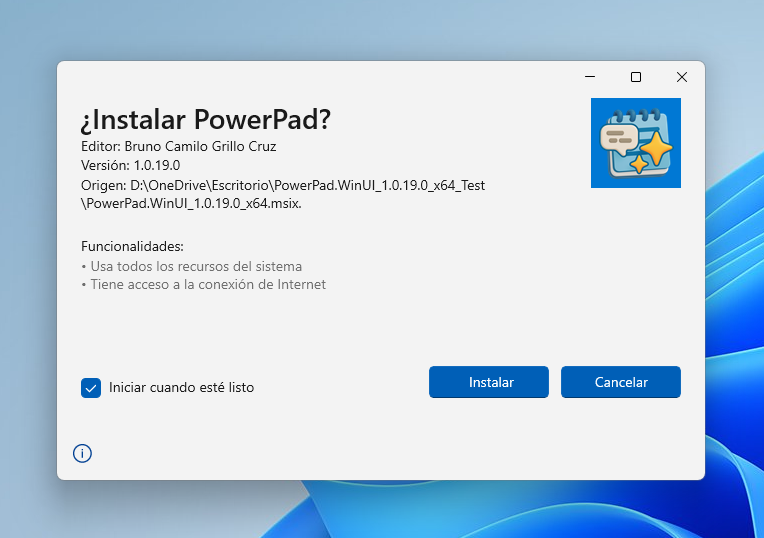 ¿Instalar PowerPad?
Editor: Bruno Camilo Grillo Cruz
Versión: 1.0.19.0
Origen: D:\OneDrive\Escritorio\PowerPad.WinUI_1.0.19.0_x64_Test
\PowerPad.WinUI_1.0.19.0_x64.msix.
Funcionalidades:
• Usa todos los recursos del sistema
• Tiene acceso a la conexión de Internet
Iniciar cuando esté listo
Instalar
Cancelar